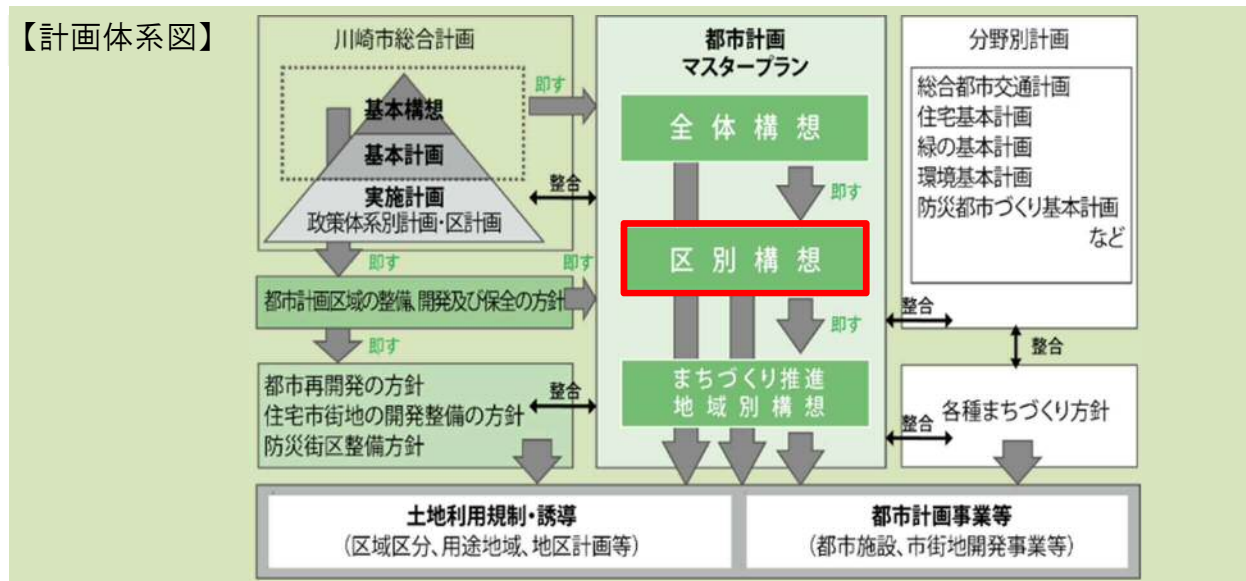 【計画体系図】
川崎市総合計画
基本構想
基本計画
実施計画
政策体系別計画・区計画
即す
整合
即す
即す
都市計画区域の整備、開発及び保全の方針
即す
都市再開発の方針
住宅市街地の開発整備の方針
防災街区整備方針
整合
都市計画
マスタープラン
全体構想
即す
区別構想
即す
まちづくり推進
地域別構想
分野別計画
総合都市交通計画
住宅基本計画
緑の基本計画
環境基本計画
防災都市づくり基本計画
など
整合
整合
整合
各種まちづくり方針
土地利用規制・誘導
(区域区分、用途地域、地区計画等)
都市計画事業等
(都市施設、市街地開発事業等)